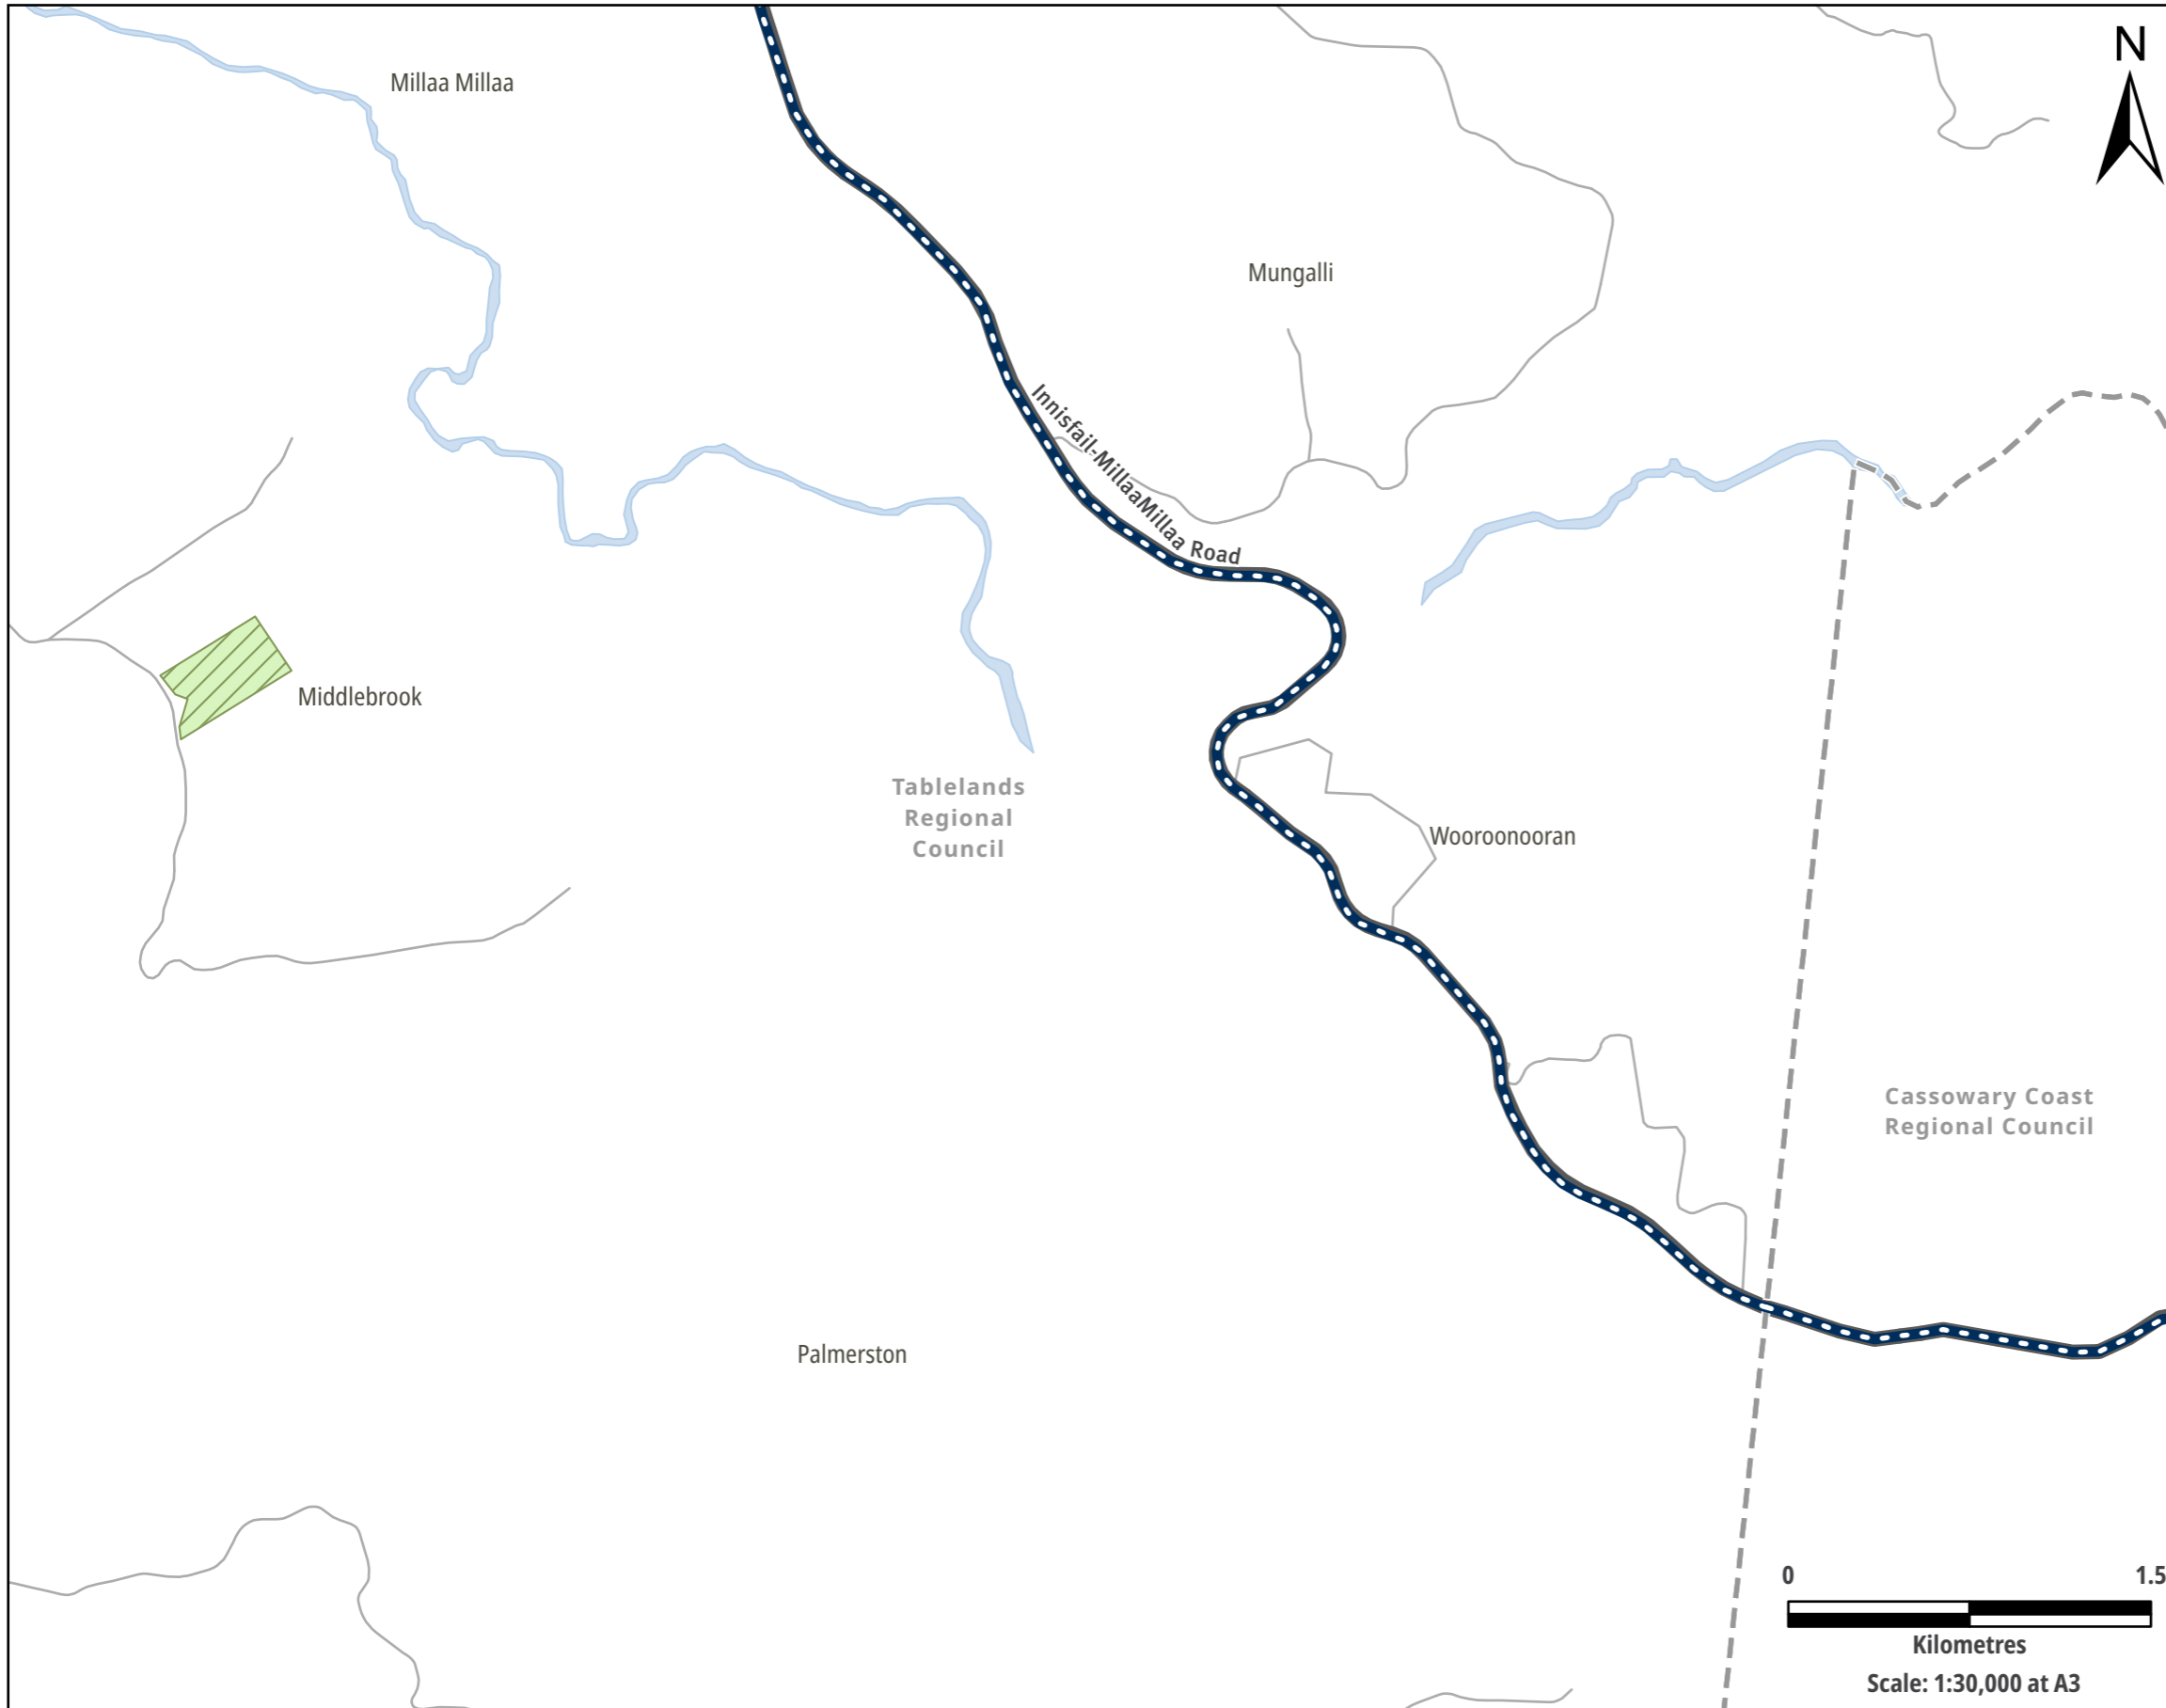 N
Millaa Millaa
Mungalli
Innisfail-MillaaMillaa Road
Middlebrook
Tablelands
Regional
Council
Wooroonooran
Cassowary Coast
Regional Council
Palmerston
0 1.5
Kilometres
Scale: 1:30,000 at A3